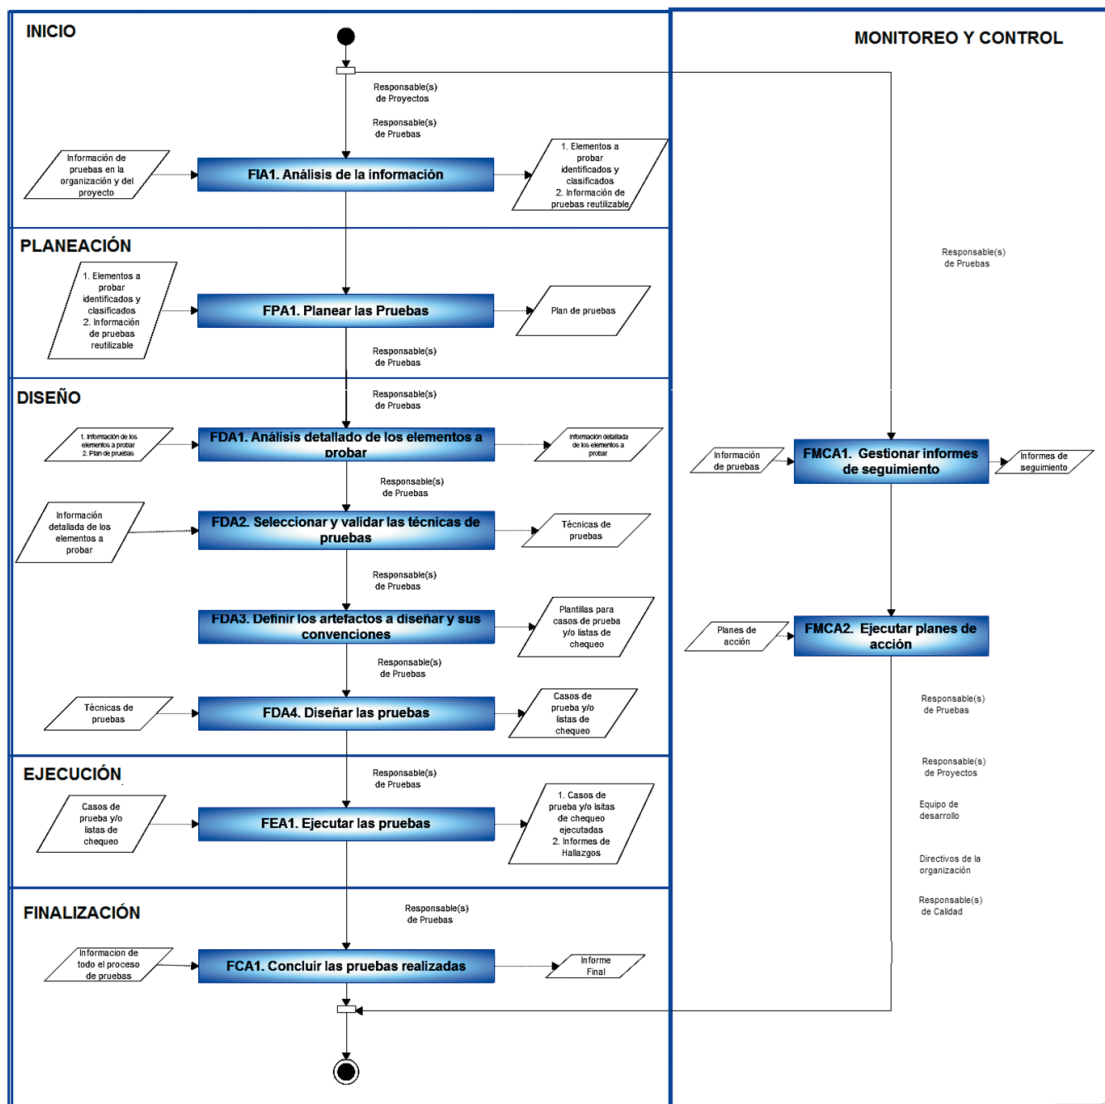 INICIO
Responsable(s)
de Proyectos
Responsable(s)
de Pruebas
Información de
pruebas en la
organización y del
proyecto
FIA1. Análisis de la información
1. Elementos a
probar
identificados y
clasificados
2. Información de
pruebas reutilizable
PLANEACIÓN
1. Elementos a
probar
identificados y
clasificados
2. Información
de pruebas
reutilizable
FPA1. Planear las Pruebas
Plan de pruebas
Responsable(s)
de Pruebas
DISEÑO
Responsable(s)
de Pruebas
1. Información de los
elementos a probar
2. Plan de pruebas
FDA1. Análisis detallado de los elementos a
probar
Información detallada
de los elementos a
probar
Responsable(s)
de Pruebas
Información
detallada de los
elementos a
probar
FDA2. Seleccionar y validar las técnicas de
pruebas
Técnicas de
pruebas
Responsable(s)
de Pruebas
FDA3. Definir los artefactos a diseñar y sus
convenciones
Plantillas para
casos de prueba
y/o listas de
chequeo
Responsable(s)
de Pruebas
Técnicas de
pruebas
FDA4. Diseñar las pruebas
Casos de
prueba y/o
listas de
chequeo
EJECUCIÓN
Responsable(s)
de Pruebas
Casos de
prueba y/o
listas de
chequeo
FEA1. Ejecutar las pruebas
1. Casos de
prueba y/o lsitas
de chequeo
ejecutadas
2. Informes de
Hallazgos
FINALIZACIÓN
Responsable(s)
de Pruebas
Informacion de
todo el proceso
de pruebas
FCA1. Concluir las pruebas realizadas
Informe
Final
MONITOREO Y CONTROL
Responsable(s)
de Pruebas
Información
de pruebas
FMCA1. Gestionar informes
de seguimiento
Informes de
seguimiento
Planes de
acción
FMCA2. Ejecutar planes de
acción
Responsable(s)
de Pruebas
Responsable(s)
de Proyectos
Equipo de
desarrollo
Directivos de la
organización
Responsable(s)
de Calidad